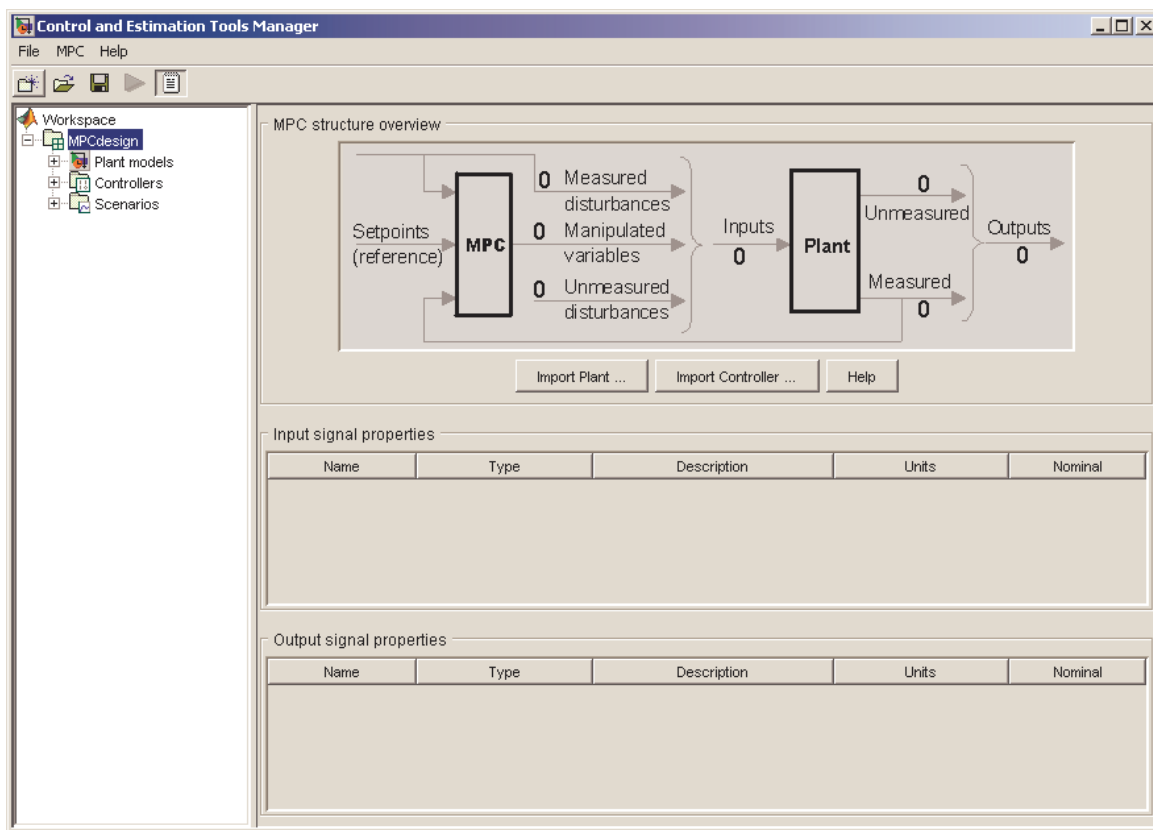 Control and Estimation Tools Manager
File MPC Help
Workspace
MPCdesign
Plant models
Controllers
Scenarios
MPC structure overview
0 Measured
disturbances
Setpoints
(reference)
MPC
0 Manipulated
variables
0 Unmeasured
disturbances
Inputs
0
Plant
0
Unmeasured
Measured
0
Outputs
0
Import Plant ...
Import Controller ...
Help
Input signal properties
Name Type Description Units Nominal
Output signal properties
Name Type Description Units Nominal